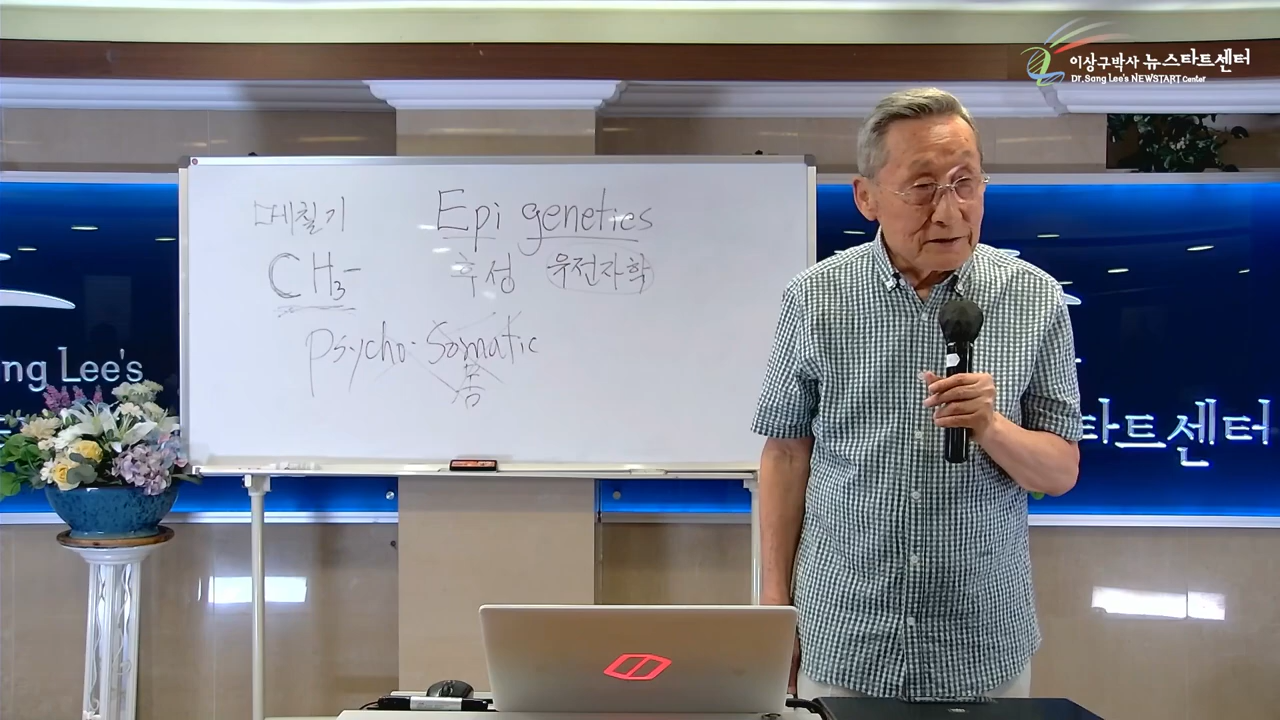 이상구박사 뉴스타트센터
Dr. Sang Lee's NEWSTART Center
메칠기 Epi genetics
CH3- 후성 유전자학
Psycho-Somatic
몸
ng Lee's
타트센터